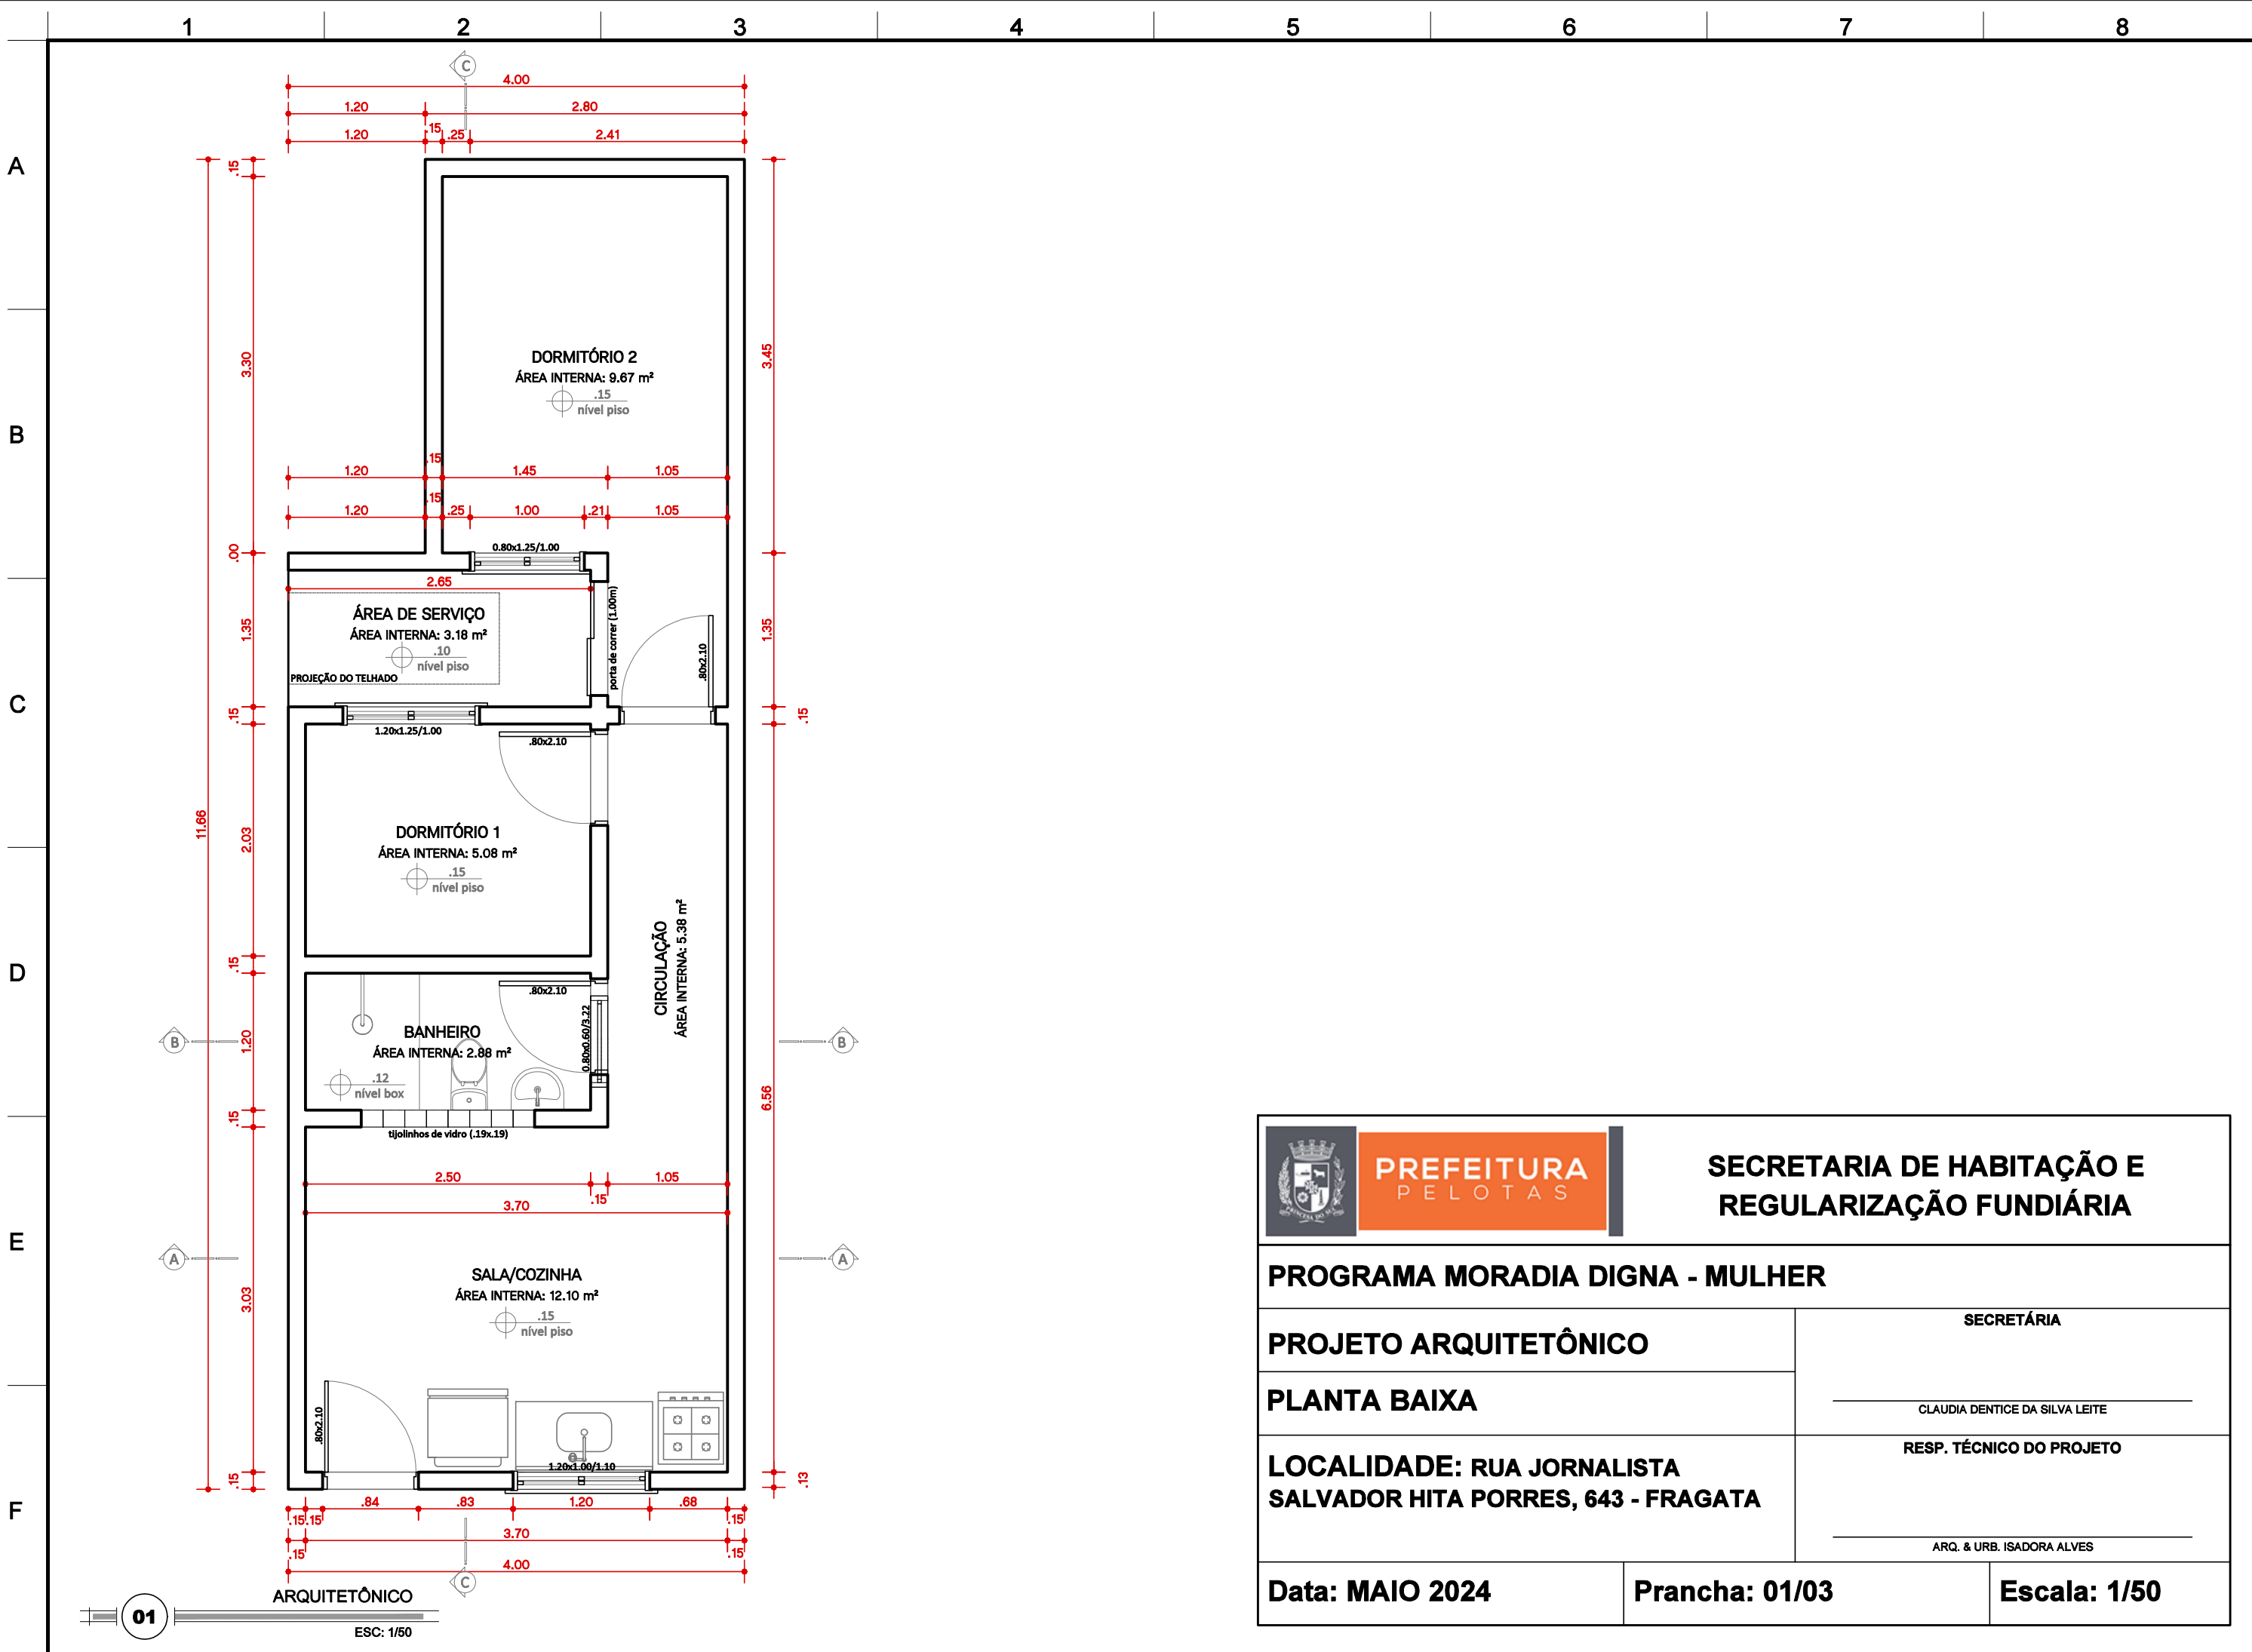 1 2 3 4 5 6 7 8
A
B
C
D
E
F
C
4.00
1.20 2.80
1.20 .15 .25 2.41
.15
3.30
3.45
DORMITÓRIO 2
ÁREA INTERNA: 9.67 m²
.15
nível piso
1.20 .15 1.45 1.05
1.20 .15 .25 1.00 .21 1.05
.00
0.80x1.25/1.00
2.65
ÁREA DE SERVIÇO
ÁREA INTERNA: 3.18 m²
.10
nível piso
PROJEÇÃO DO TELHADO
porta de correr (1.00m)
.80x2.10
1.35
1.35
.15
.15
1.20x1.25/1.00
.80x2.10
11.66
2.03
DORMITÓRIO 1
ÁREA INTERNA: 5.08 m²
.15
nível piso
CIRCULAÇÃO
ÁREA INTERNA: 5.38 m²
.15
.80x2.10
0.80x0.60/3.22
BANHEIRO
ÁREA INTERNA: 2.88 m²
.12
nível box
B
B
1.20
6.56
.15
tijolinhos de vidro (.19x.19)
2.50 .15 1.05
3.70
A
A
3.03
SALA/COZINHA
ÁREA INTERNA: 12.10 m²
.15
nível piso
.80x2.10
1.20x1.00/1.10
.15
.13
.15 .15 .84 .83 1.20 .68 .15
.15 3.70 .15
4.00
C
01
ARQUITETÔNICO
ESC: 1/50
PRINCESA DO SUL
PREFEITURA
PELOTAS
SECRETARIA DE HABITAÇÃO E
REGULARIZAÇÃO FUNDIÁRIA
PROGRAMA MORADIA DIGNA - MULHER
PROJETO ARQUITETÔNICO
SECRETÁRIA
CLAUDIA DENTICE DA SILVA LEITE
PLANTA BAIXA
LOCALIDADE: RUA JORNALISTA
SALVADOR HITA PORRES, 643 - FRAGATA
RESP. TÉCNICO DO PROJETO
ARQ. & URB. ISADORA ALVES
Data: MAIO 2024
Prancha: 01/03
Escala: 1/50